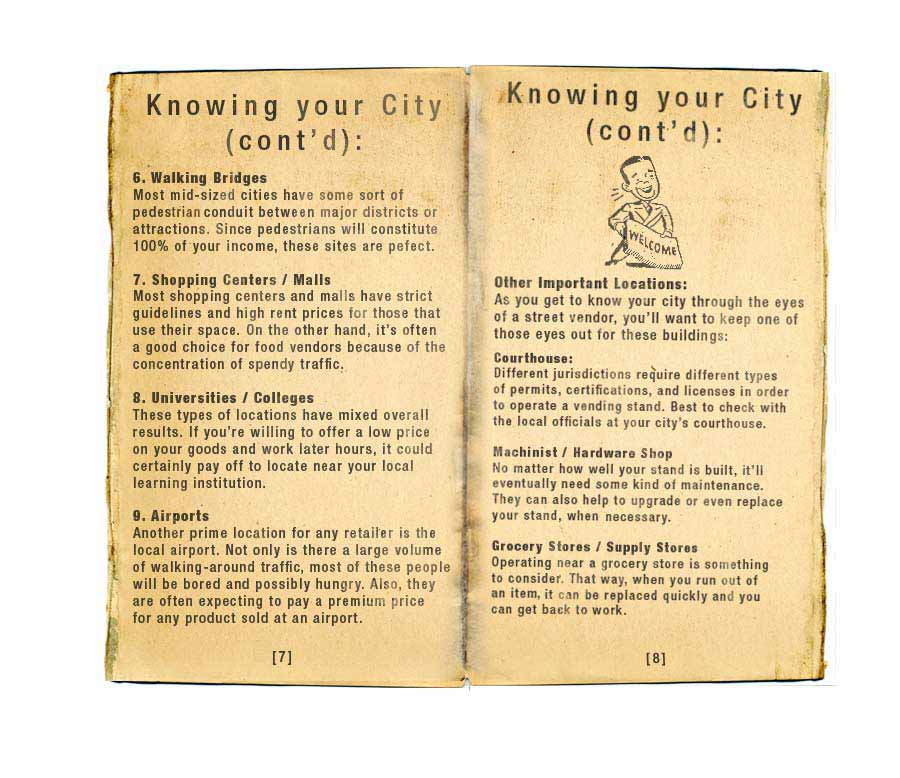 Knowing your City
(cont'd):
6. Walking Bridges
Most mid-sized cities have some sort of
pedestrian conduit between major districts or
attractions. Since pedestrians will constitute
100% of your income, these sites are pefect.
7. Shopping Centers / Malls
Most shopping centers and malls have strict
guidelines and high rent prices for those that
use their space. On the other hand, it's often
a good choice for food vendors because of the
concentration of spendy traffic.
8. Universities / Colleges
These types of locations have mixed overall
results. If you're willing to offer a low price
on your goods and work later hours, it could
certainly pay off to locate near your local
learning institution.
9. Airports
Another prime location for any retailer is the
local airport. Not only is there a large volume
of walking-around traffic, most of these people
will be bored and possibly hungry. Also, they
are often expecting to pay a premium price
for any product sold at an airport.
[7]
Knowing your City
(cont'd):
WELCOME
Other Important Locations:
As you get to know your city through the eyes
of a street vendor, you'll want to keep one of
those eyes out for these buildings:
Courthouse:
Different jurisdictions require different types
of permits, certifications, and licenses in order
to operate a vending stand. Best to check with
the local officials at your city's courthouse.
Machinist / Hardware Shop
No matter how well your stand is built, it'll
eventually need some kind of maintenance.
They can also help to upgrade or even replace
your stand, when necessary.
Grocery Stores / Supply Stores
Operating near a grocery store is something
to consider. That way, when you run out of
an item, it can be replaced quickly and you
can get back to work.
[8]